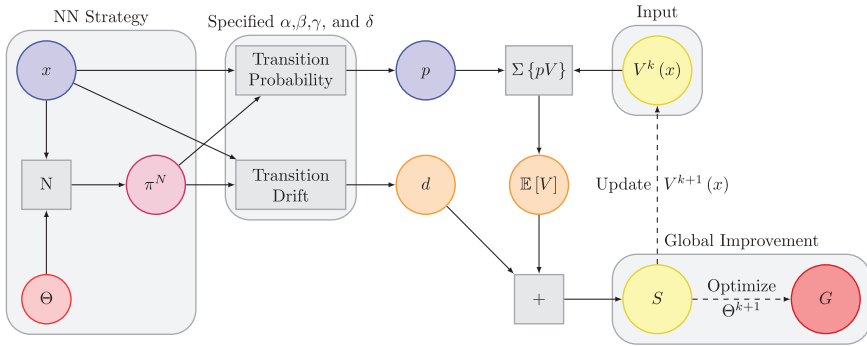 NN Strategy
Specified α,β,γ, and δ
Input
x
Transition
Probability
p
Σ {pV}
V^k (x)
N
π^N
Transition
Drift
d
𝔼 [V]
Update
V^{k+1} (x)
Global Improvement
Θ
+
S
Optimize
Θ^{k+1}
G